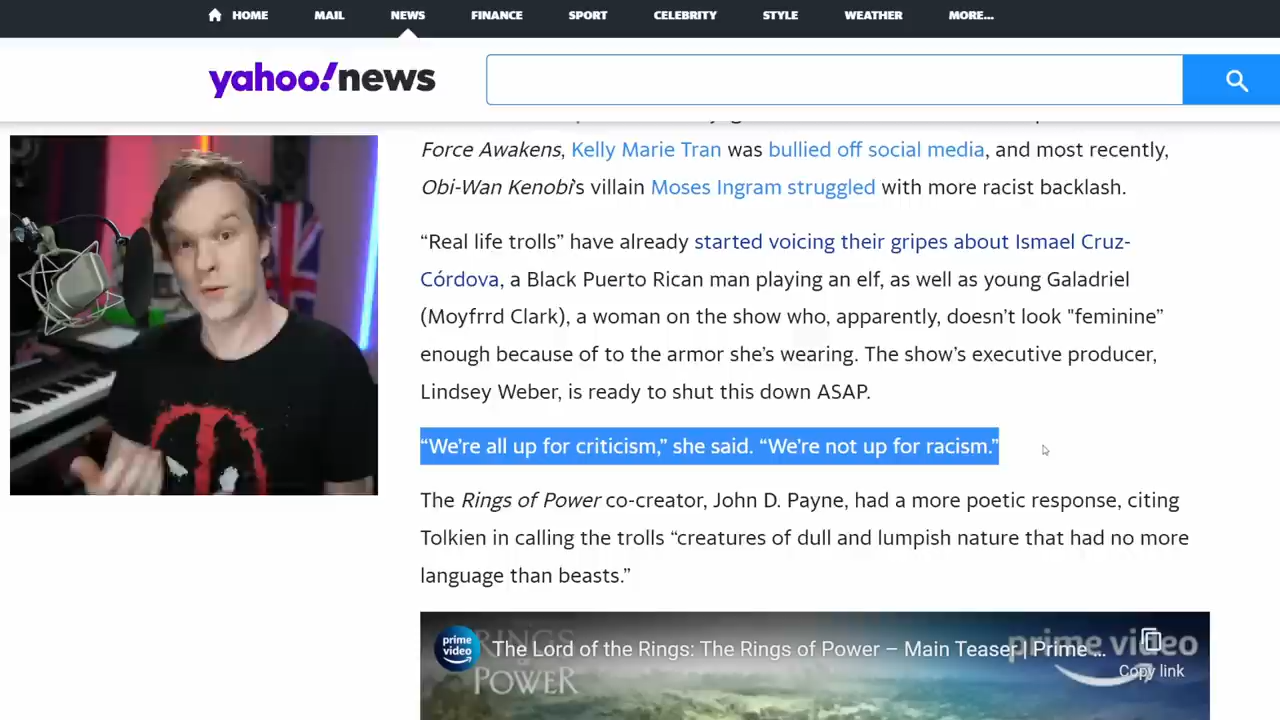 HOME MAIL NEWS FINANCE SPORT CELEBRITY STYLE WEATHER MORE...
yahoo!news
Force Awakens, Kelly Marie Tran was bullied off social media, and most recently,
Obi-Wan Kenobi's villain Moses Ingram struggled with more racist backlash.
“Real life trolls” have already started voicing their gripes about Ismael Cruz-
Córdova, a Black Puerto Rican man playing an elf, as well as young Galadriel
(Moyfrrd Clark), a woman on the show who, apparently, doesn’t look "feminine”
enough because of to the armor she’s wearing. The show’s executive producer,
Lindsey Weber, is ready to shut this down ASAP.
“We’re all up for criticism,” she said. “We’re not up for racism.”
The Rings of Power co-creator, John D. Payne, had a more poetic response, citing
Tolkien in calling the trolls “creatures of dull and lumpish nature that had no more
language than beasts.”
prime video
RINGS
The Lord of the Rings: The Rings of Power – Main Teaser | Prime ...
prime video
POWER
Copy link